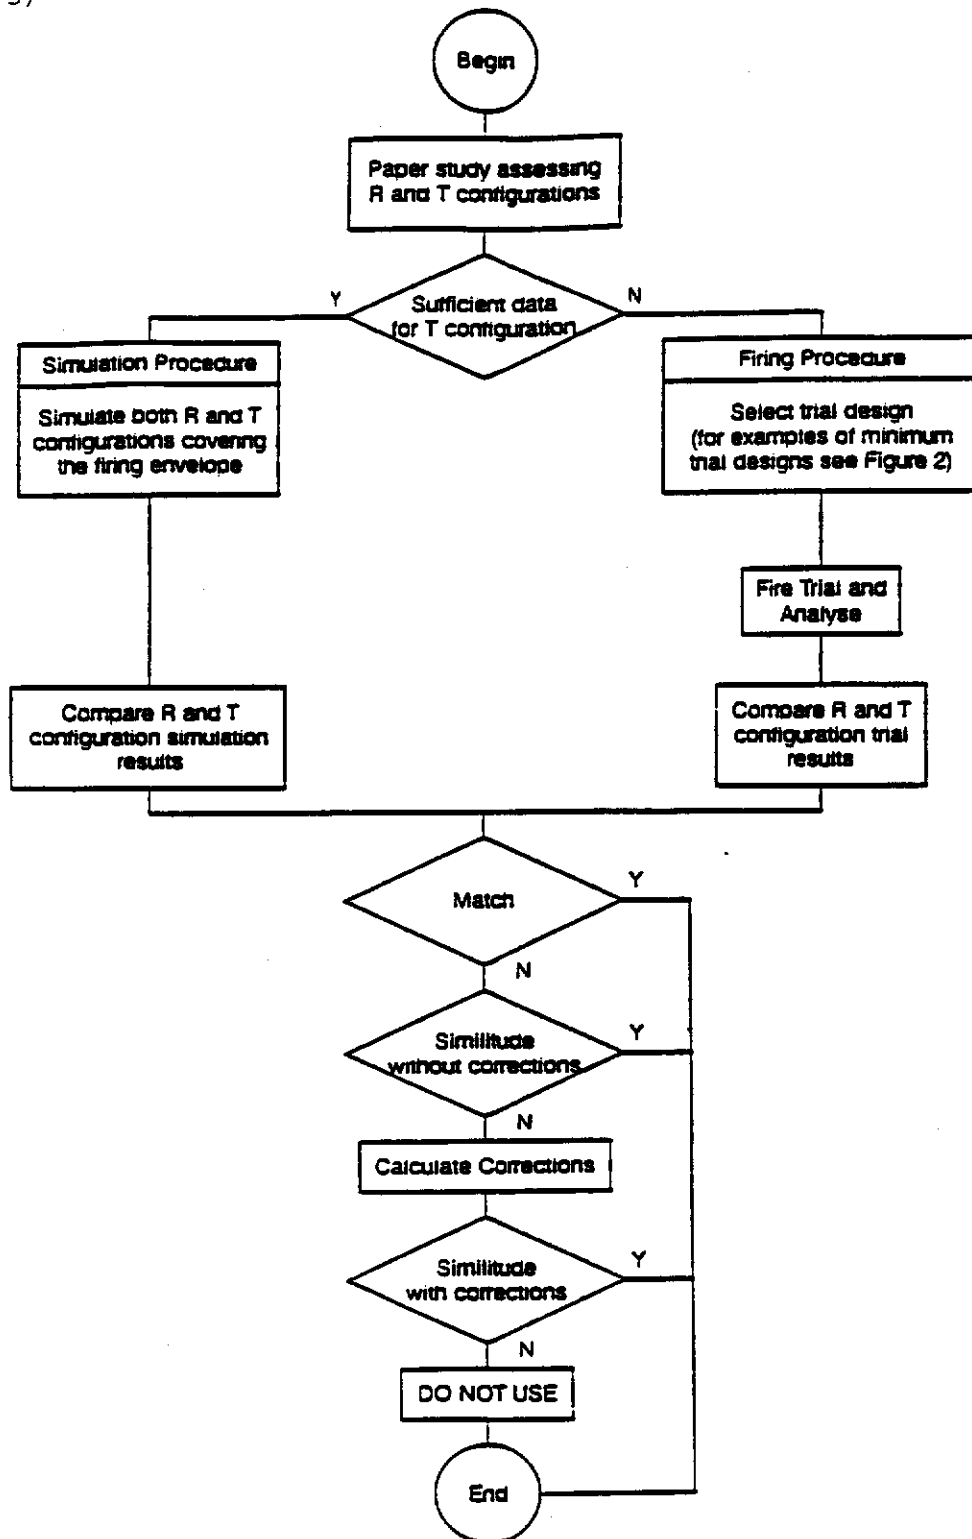 Begin
Paper study assessing
R and T configurations
Sufficient data
for T configuration
Y
N
Simulation Procedure
Simulate both R and T
configurations covering
the firing envelope
Firing Procedure
Select trial design
(for examples of minimum
trial designs see Figure 2)
Fire Trial and
Analyse
Compare R and T
configuration simulation
results
Compare R and T
configuration trial
results
Match
Y
N
Similitude
without corrections
Y
N
Calculate Corrections
Similitude
with corrections
Y
N
DO NOT USE
End